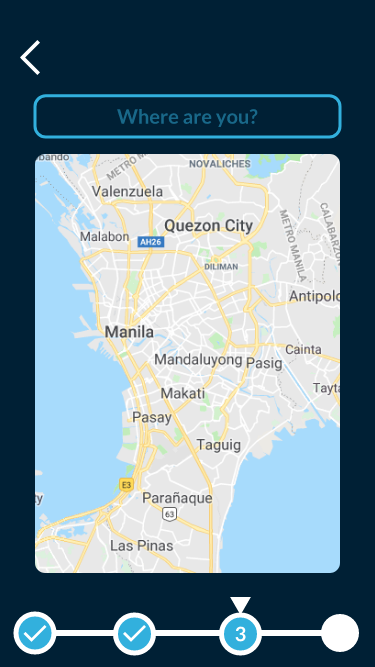 Where are you?
bando
METRO M
NOVALICHES
Valenzuela
Quezon City
Malabon
AH26
METRO MANILA
CALABARZON
DILIMAN
Antipolo
Manila
Cainta
Mandaluyong
Pasig
Makati
Tayta
Pasay
Taguig
E3
Parañaque
63
Las Pinas
3